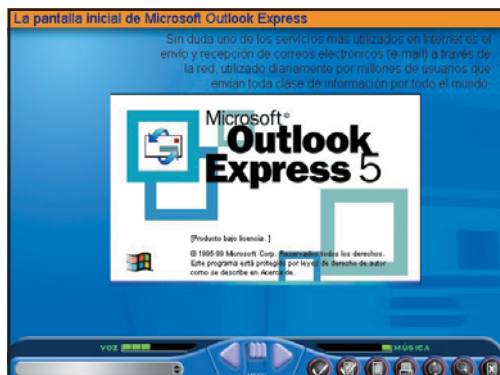 La pantalla inicial de Microsoft Outlook Express
Sin duda uno de los servicios más utilizados en Internet es el
envío y recepción de correos electrónicos (e-mail) a través de
la red, utilizado diariamente por millones de usuarios que
envían toda clase de información por todo el mundo.
Microsoft®
Outlook
Express 5
[Producto bajo licencia. ]
© 1995-99 Microsoft Corp. Reservados todos los derechos.
Este programa está protegido por leyes de derecho de autor
como se describe en Acerca de.
VOZ
MÚSICA